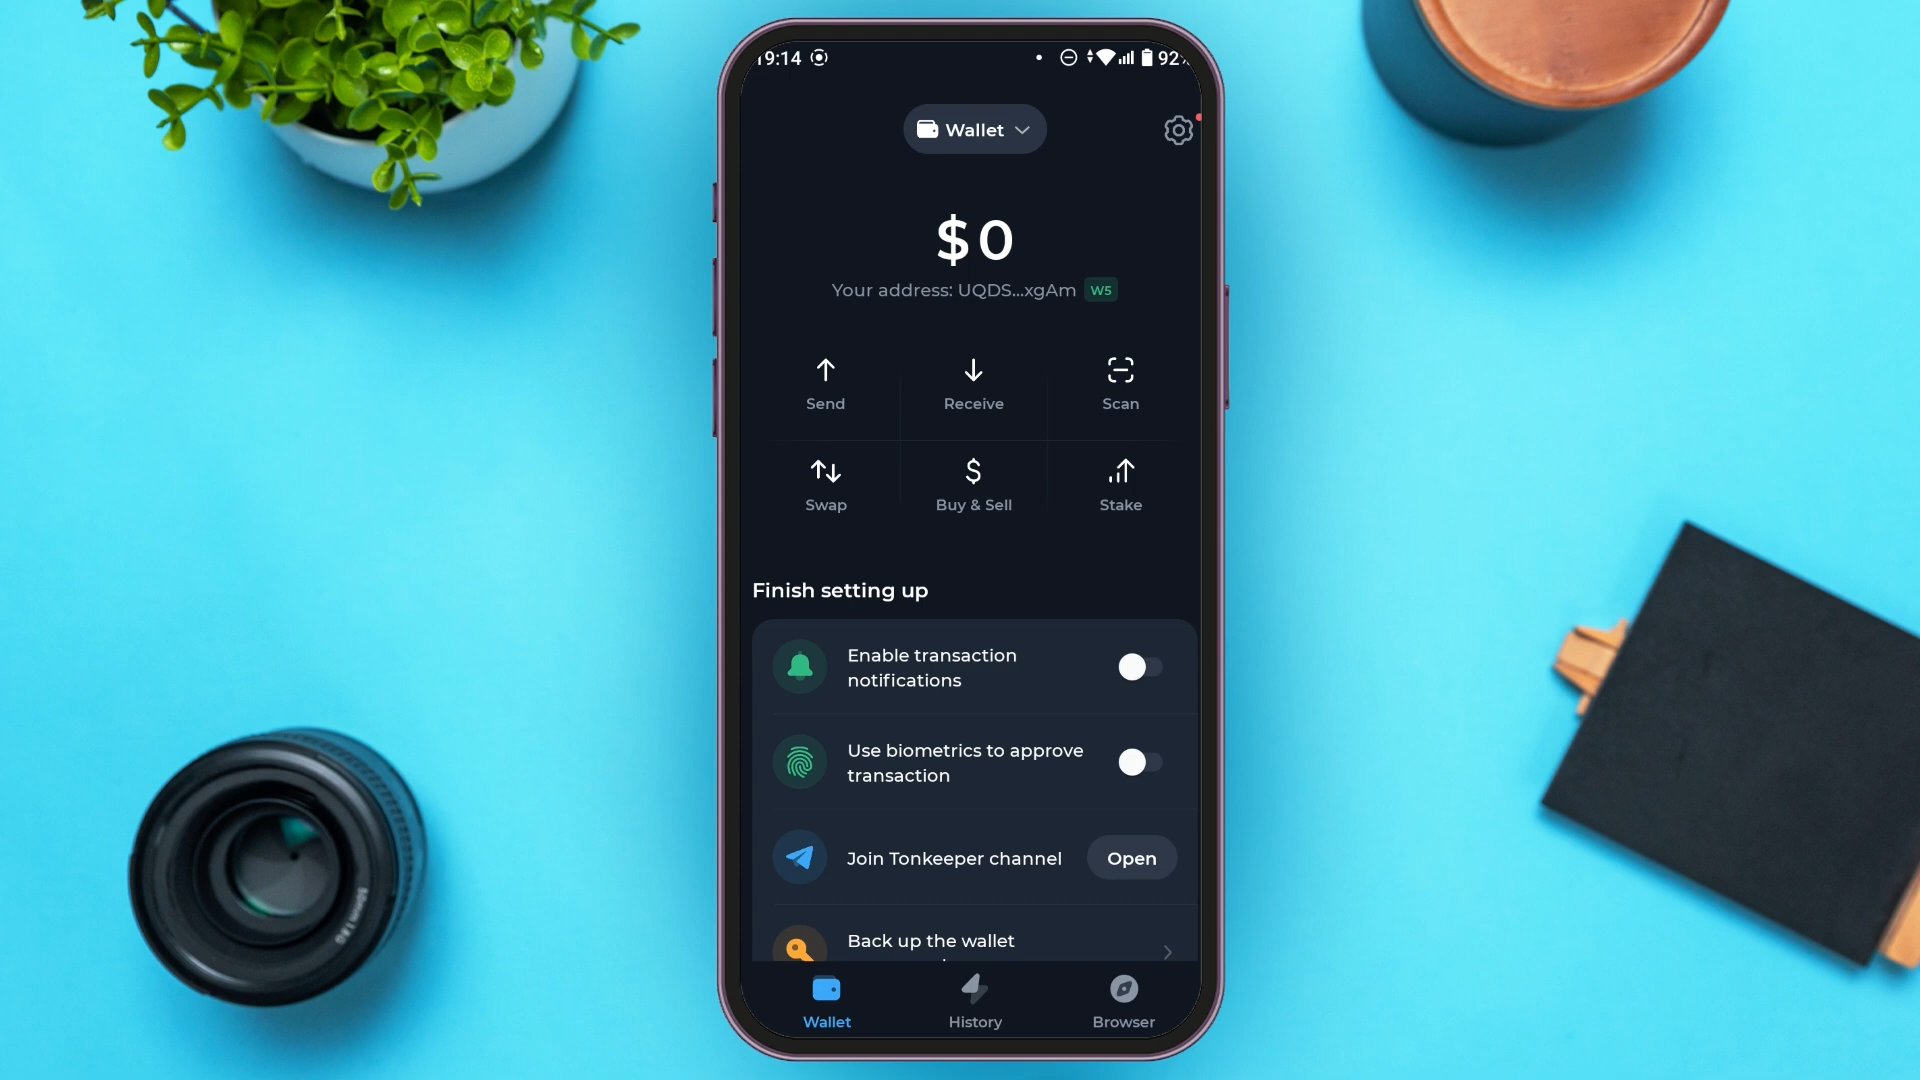 19:14
92
Wallet
$0
Your address: UQDS...xgAm W5
Send
Receive
Scan
Swap
Buy & Sell
Stake
Finish setting up
Enable transaction
notifications
Use biometrics to approve
transaction
Join Tonkeeper channel
Open
Back up the wallet
Wallet
History
Browser
50mm